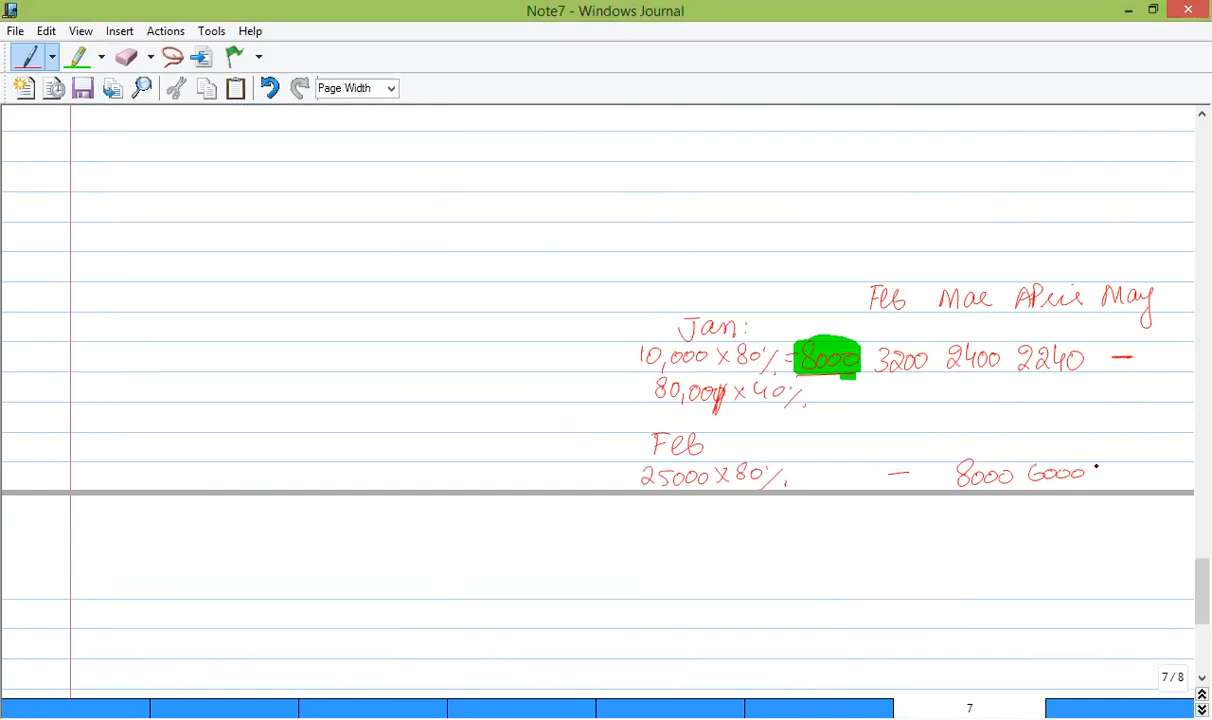 Note7 - Windows Journal
File Edit View Insert Actions Tools Help
Page Width
Feb Mar April May
Jan:
10,000 x 80% = 8000 3200 2400 2240 -
80,00 x 40%
Feb
25000 x 80% - 8000 6000
7 / 8
7